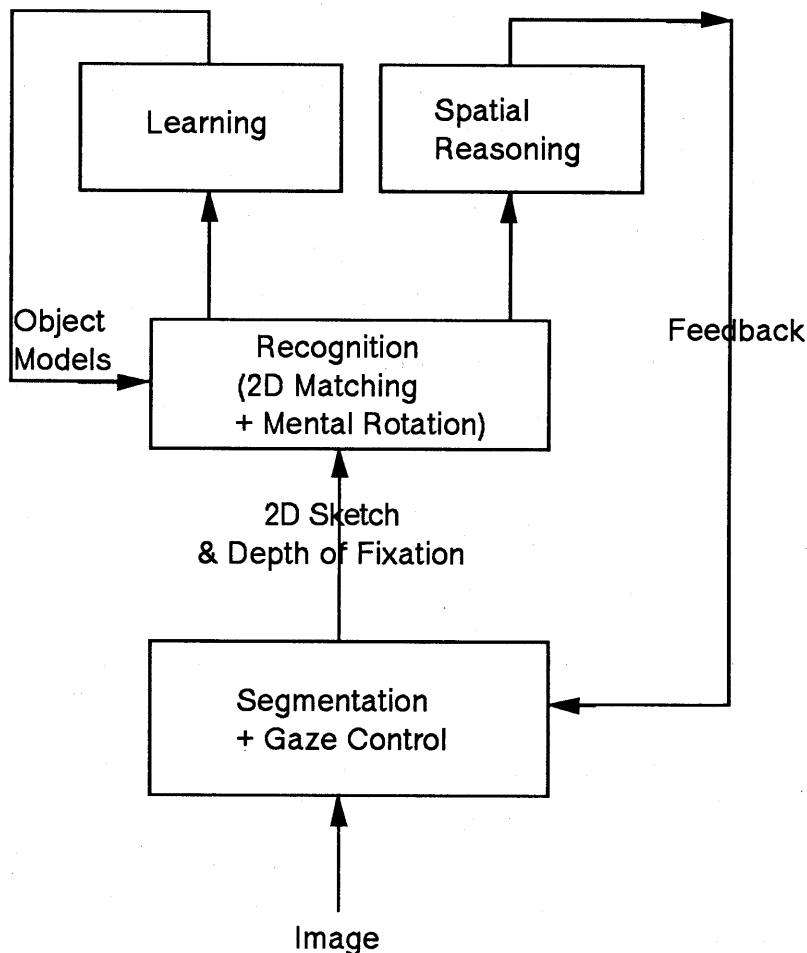 Learning
Spatial
Reasoning
Object
Models
Recognition
(2D Matching
+ Mental Rotation)
Feedback
2D Sketch
& Depth of Fixation
Segmentation
+ Gaze Control
Image